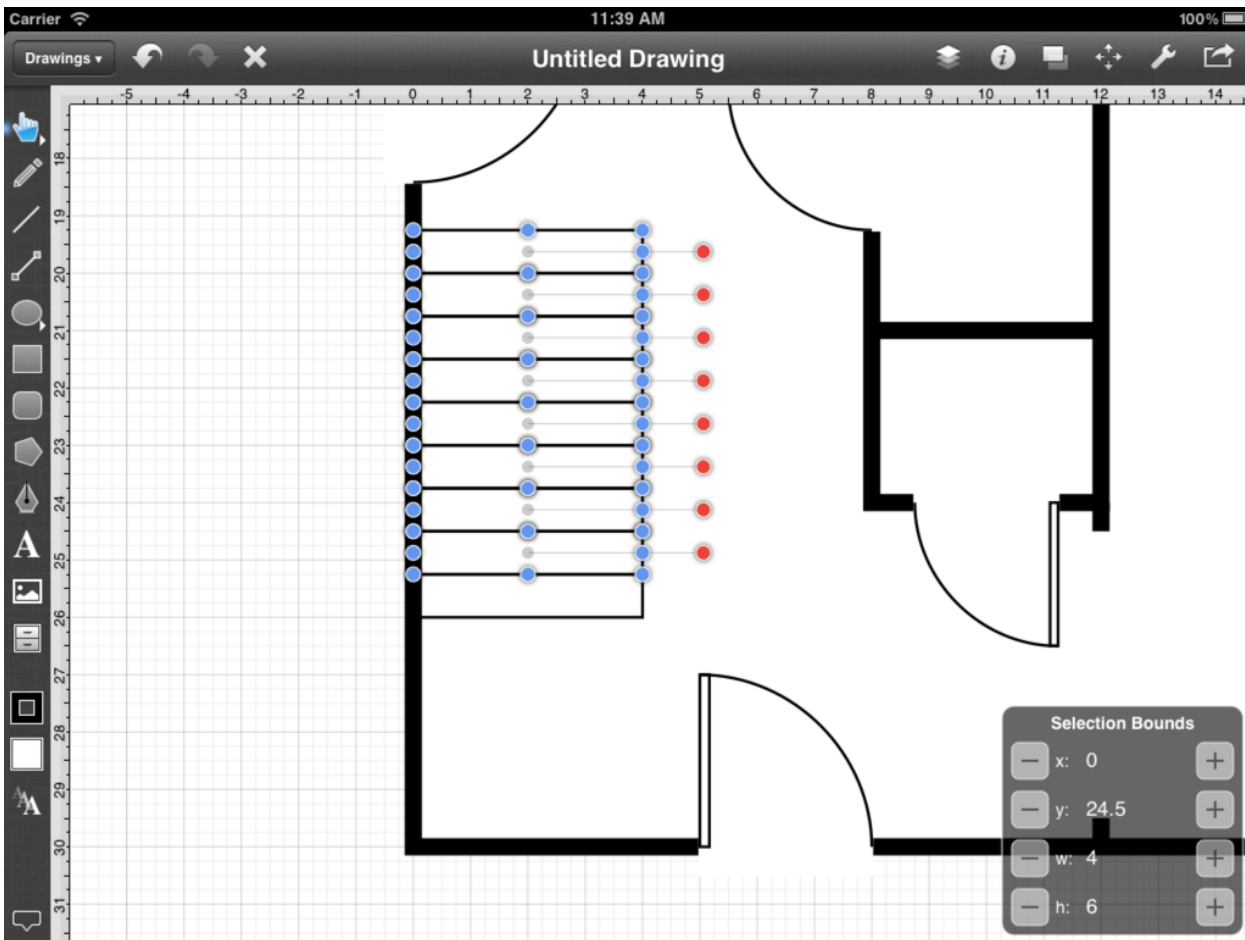 Carrier 11:39 AM 100%
Drawings ▾ Untitled Drawing
-5 -4 -3 -2 -1 0 1 2 3 4 5 6 7 8 9 10 11 12 13 14
18
19
20
21
22
23
24
25
26
27
28
29
30
31
A
AA
Selection Bounds
− x: 0 +
− y: 24.5 +
− w: 4 +
− h: 6 +